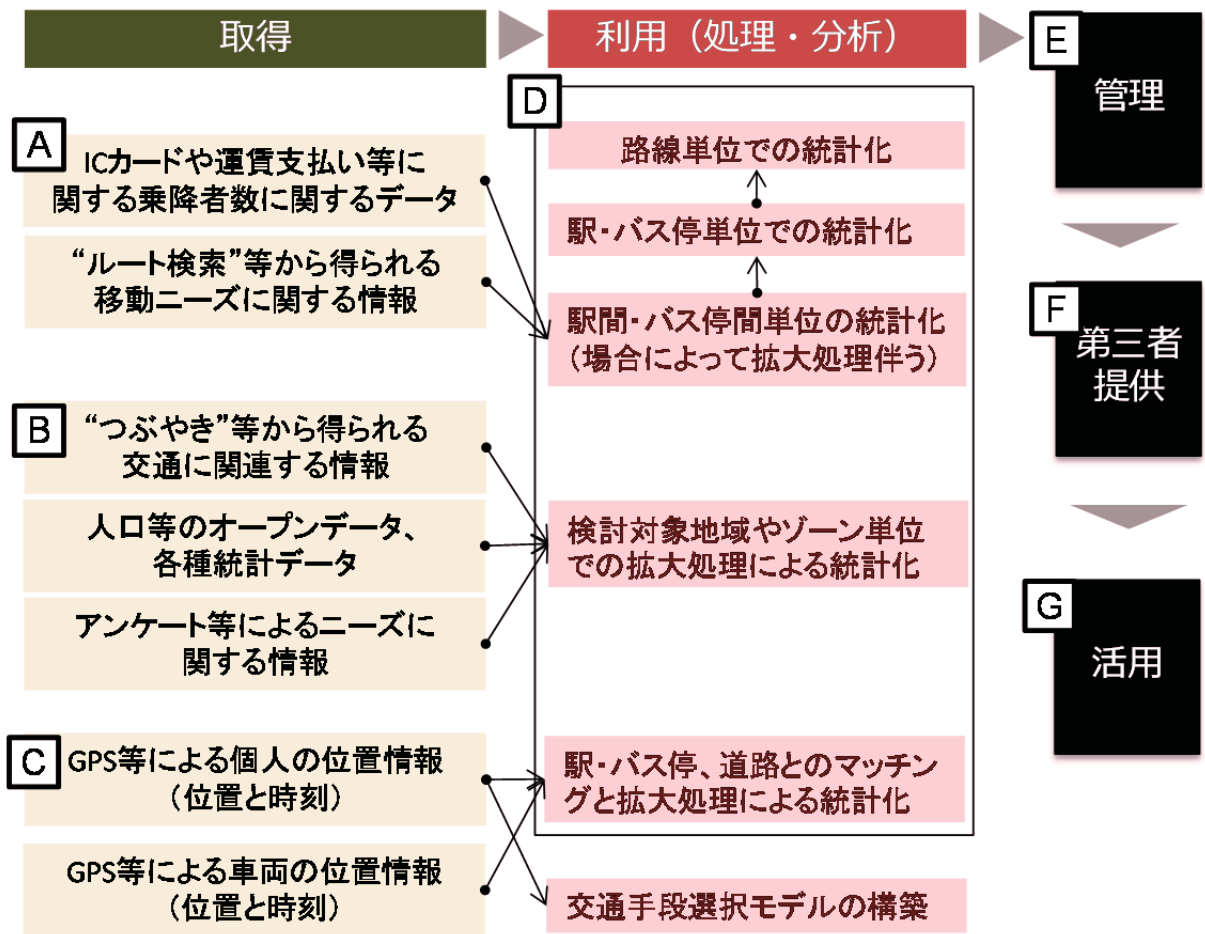 取得
利用（処理・分析）
A
ICカードや運賃支払い等に
関する乗降者数に関するデータ
“ルート検索”等から得られる
移動ニーズに関する情報
B
“つぶやき”等から得られる
交通に関連する情報
人口等のオープンデータ、
各種統計データ
アンケート等によるニーズに
関する情報
C
GPS等による個人の位置情報
（位置と時刻）
GPS等による車両の位置情報
（位置と時刻）
D
路線単位での統計化
駅・バス停単位での統計化
駅間・バス停間単位の統計化
（場合によって拡大処理伴う）
検討対象地域やゾーン単位
での拡大処理による統計化
駅・バス停、道路とのマッチン
グと拡大処理による統計化
交通手段選択モデルの構築
E
管理
F
第三者
提供
G
活用